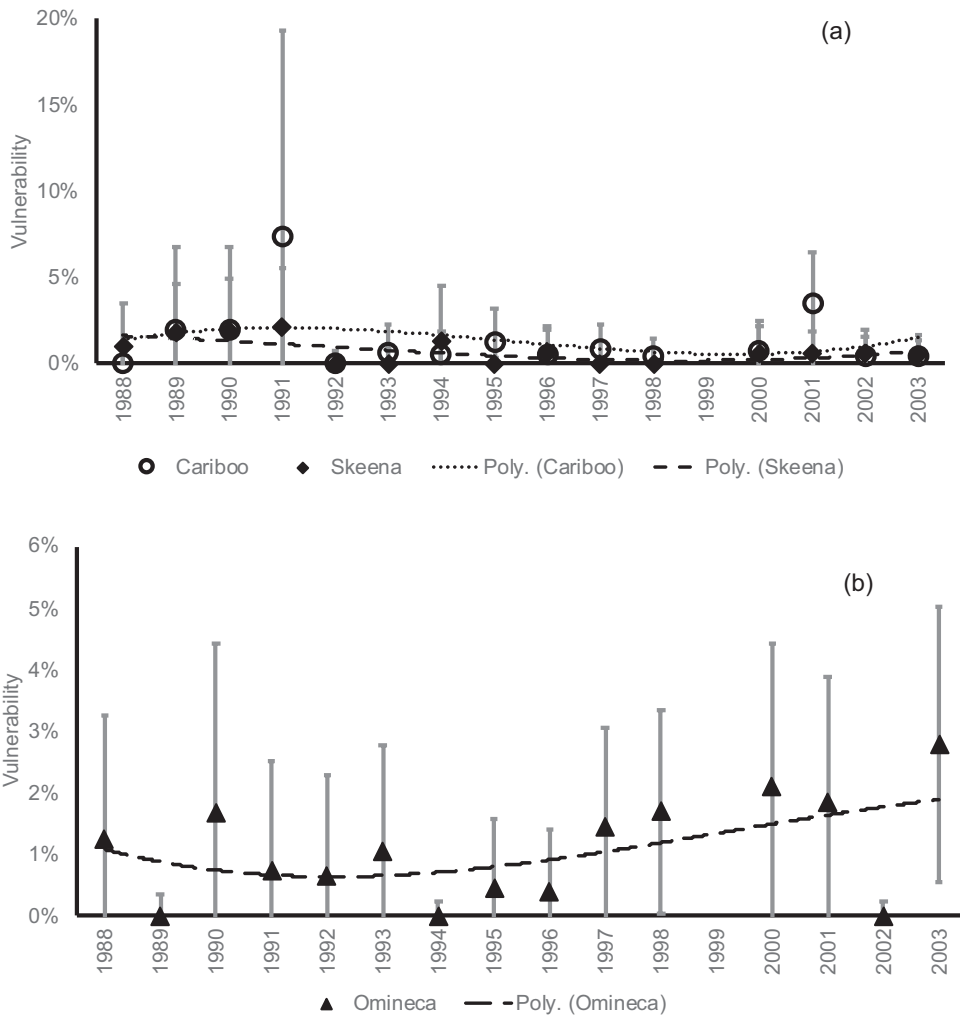 20%
(a)
15%
10%
5%
0%
Vulnerability
1988 1989 1990 1991 1992 1993 1994 1995 1996 1997 1998 1999 2000 2001 2002 2003
Cariboo Skeena Poly. (Cariboo) Poly. (Skeena)
6%
(b)
5%
4%
3%
2%
1%
0%
Vulnerability
1988 1989 1990 1991 1992 1993 1994 1995 1996 1997 1998 1999 2000 2001 2002 2003
Omineca Poly. (Omineca)